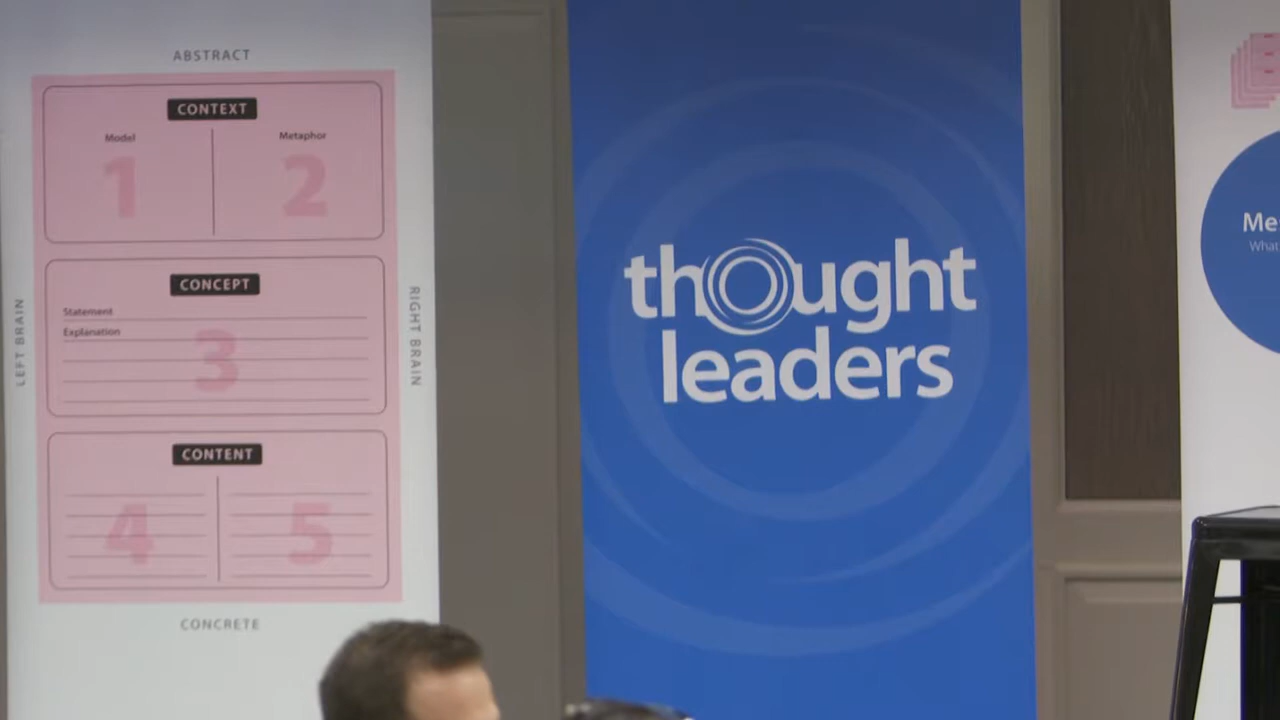 ABSTRACT
CONTEXT
Model
Metaphor
1
2
LEFT BRAIN
RIGHT BRAIN
CONCEPT
Statement
Explanation
3
CONTENT
4
5
CONCRETE
thought
leaders
Me
What